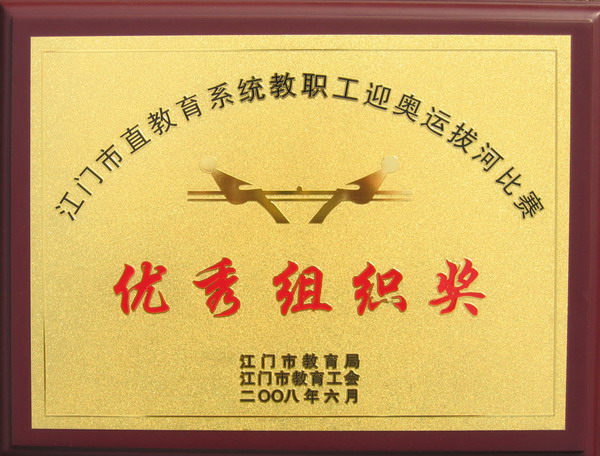 江门市直教育系统教职工迎奥运拔河比赛
优秀组织奖
江门市教育局
江门市教育工会
二〇〇八年六月